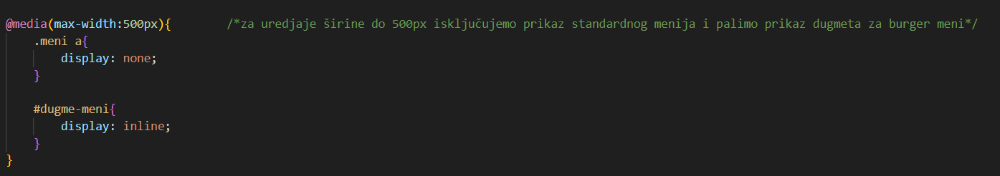 @media(max-width:500px){ /*za uredjaje širine do 500px isključujemo prikaz standardnog menija i palimo prikaz dugmeta za burger meni*/
.meni a{
display: none;
}
#dugme-meni{
display: inline;
}
}